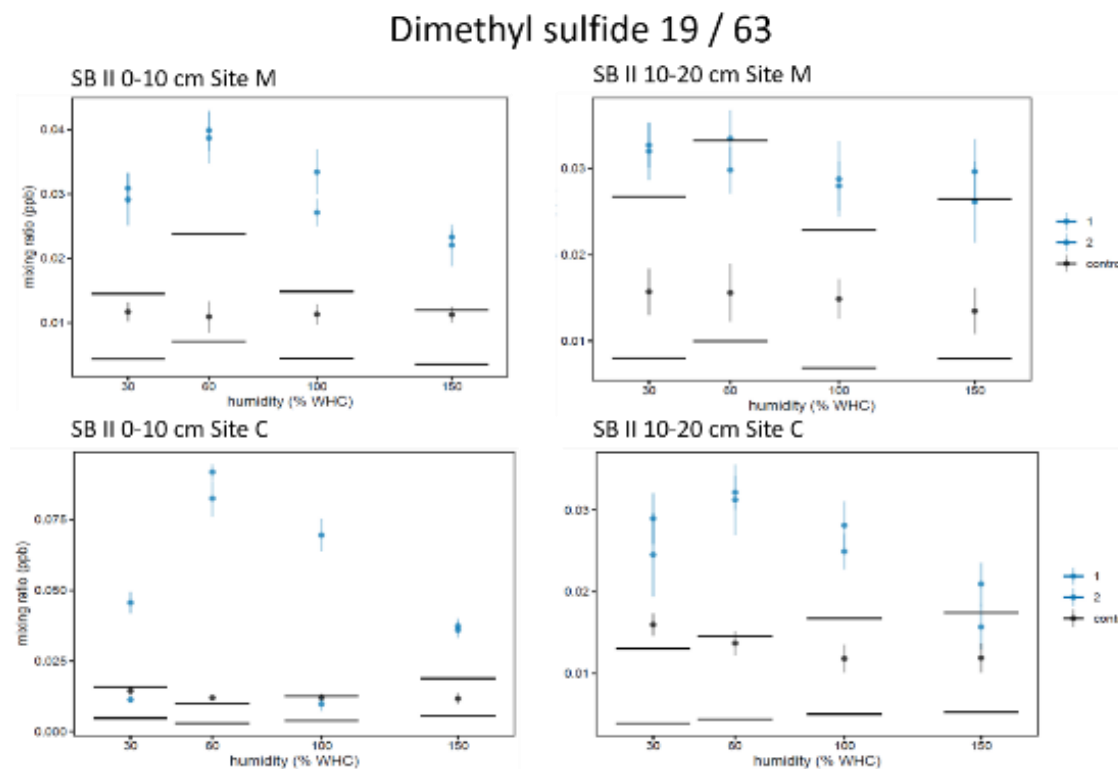 Dimethyl sulfide 19 / 63
SB II 0-10 cm Site M
SB II 10-20 cm Site M
mixing ratio (ppb)
0.04
0.03
0.02
0.01
30 60 100 150
humidity (% WHC)
0.03
0.02
0.01
30 60 100 150
humidity (% WHC)
1
2
contro
SB II 0-10 cm Site C
SB II 10-20 cm Site C
mixing ratio (ppb)
0.075
0.050
0.025
0.000
30 60 100 150
humidity (% WHC)
0.03
0.02
0.01
30 60 100 150
humidity (% WHC)
1
2
contro